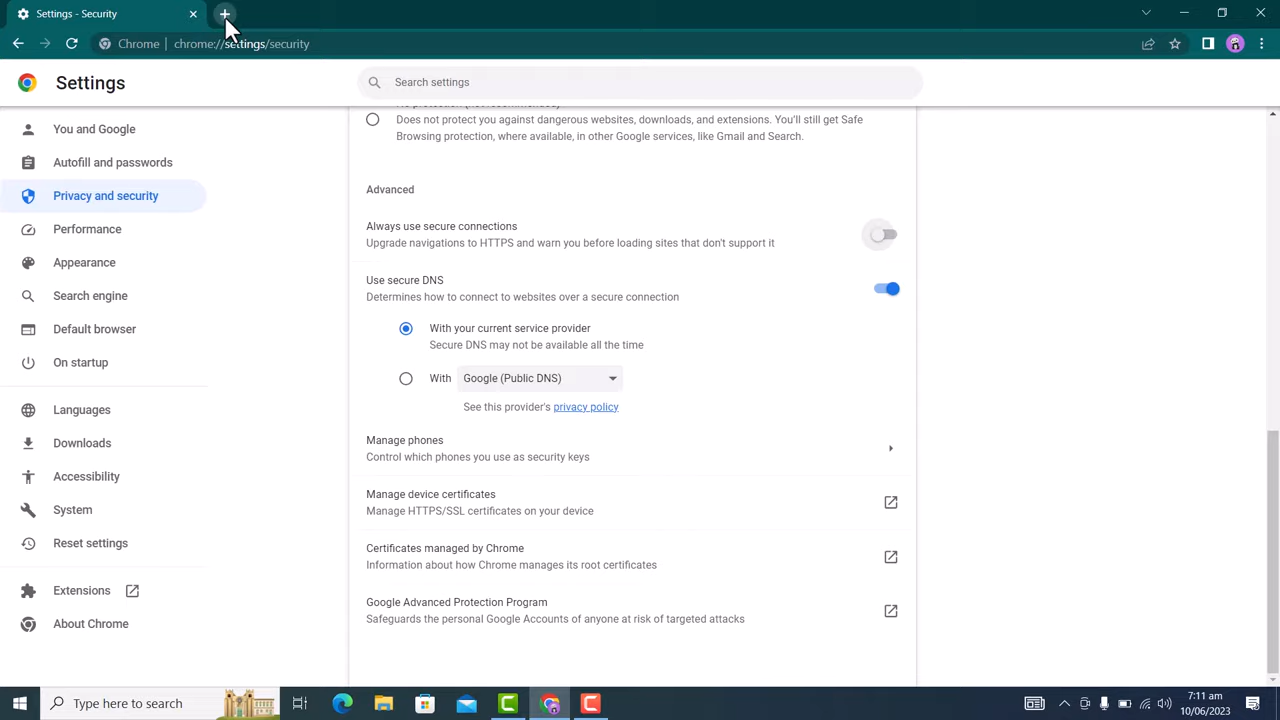 Settings - Security
Chrome | chrome://settings/security
Settings
Search settings
You and Google
Autofill and passwords
Privacy and security
Performance
Appearance
Search engine
Default browser
On startup
Languages
Downloads
Accessibility
System
Reset settings
Extensions
About Chrome
No protection (not recommended)
Does not protect you against dangerous websites, downloads, and extensions. You'll still get Safe
Browsing protection, where available, in other Google services, like Gmail and Search.
Advanced
Always use secure connections
Upgrade navigations to HTTPS and warn you before loading sites that don't support it
Use secure DNS
Determines how to connect to websites over a secure connection
With your current service provider
Secure DNS may not be available all the time
With Google (Public DNS)
See this provider's privacy policy
Manage phones
Control which phones you use as security keys
Manage device certificates
Manage HTTPS/SSL certificates on your device
Certificates managed by Chrome
Information about how Chrome manages its root certificates
Google Advanced Protection Program
Safeguards the personal Google Accounts of anyone at risk of targeted attacks
Type here to search
7:11 am
10/06/2023